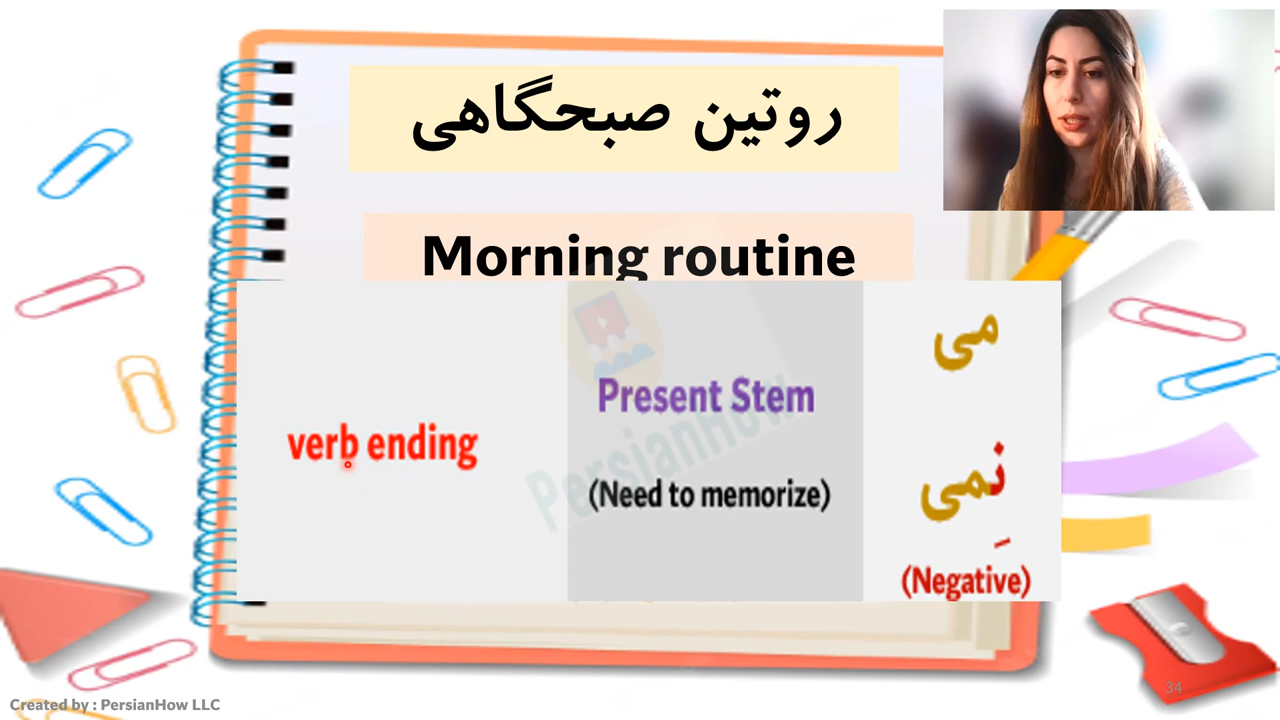 روتین صبحگاهی
Morning routine
می
Present Stem
verb ending
نمی
(Need to memorize)
(Negative)
PersianHow
34
Created by : PersianHow LLC